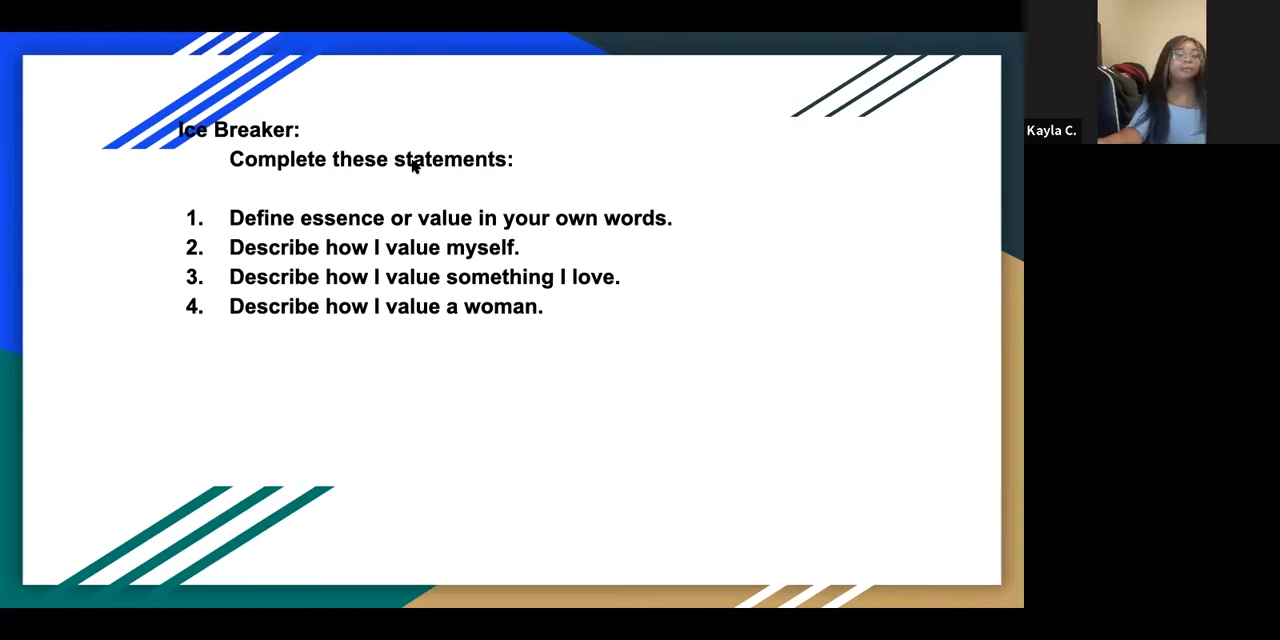 Ice Breaker:
Complete these statements:
1. Define essence or value in your own words.
2. Describe how I value myself.
3. Describe how I value something I love.
4. Describe how I value a woman.
Kayla C.